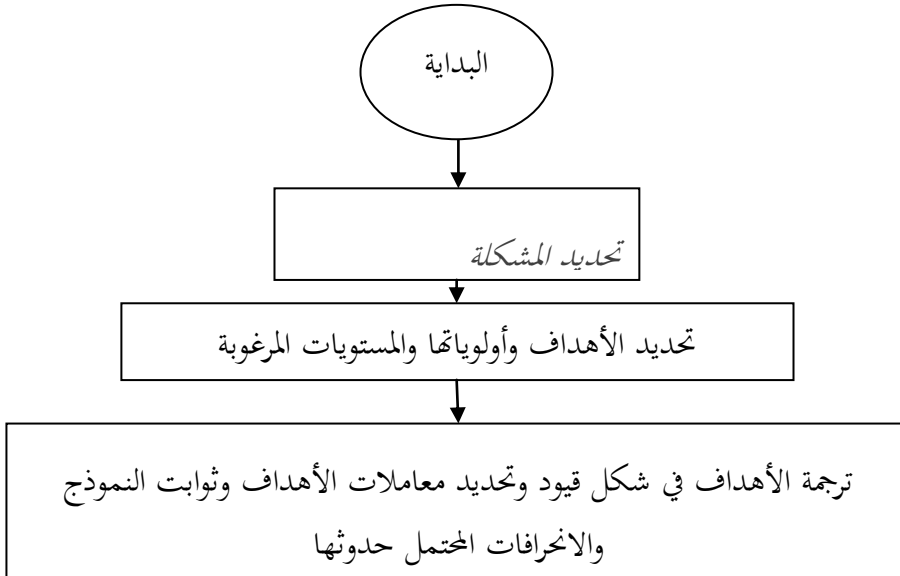 البداية
تحديد المشكلة
تحديد الأهداف وأولوياتها والمستويات المرغوبة
ترجمة الأهداف في شكل قيود وتحديد معاملات الأهداف وثوابت النموذج
والانحرافات المحتمل حدوثها